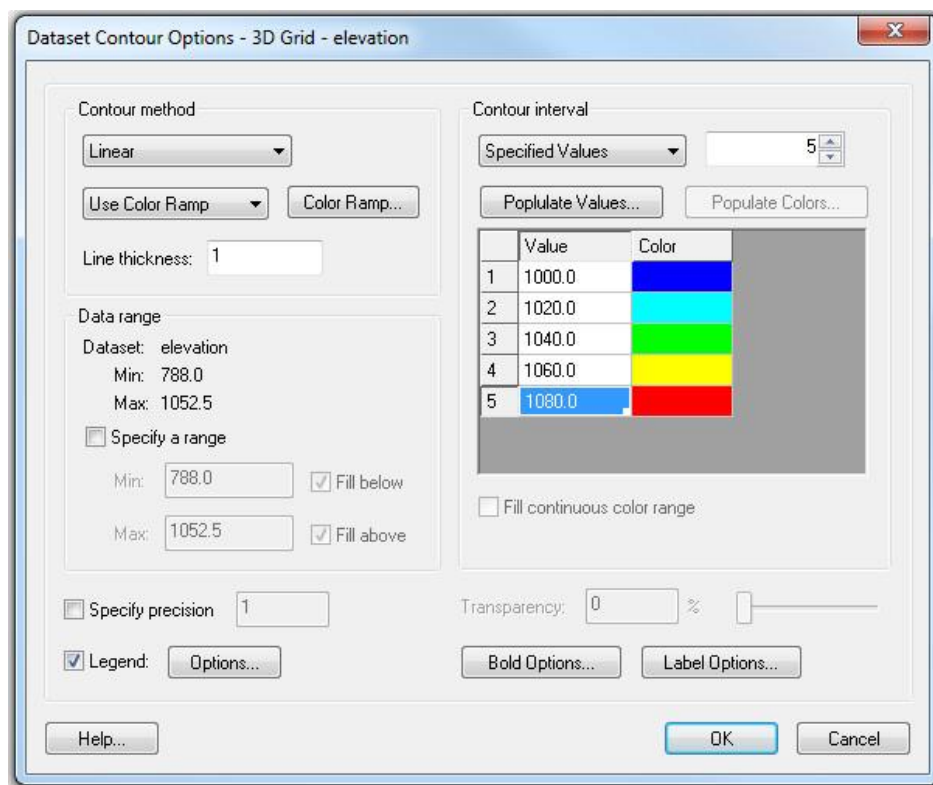 Dataset Contour Options - 3D Grid - elevation
Contour method
Linear
Use Color Ramp
Color Ramp...
Line thickness: 1
Data range
Dataset: elevation
Min: 788.0
Max: 1052.5
Specify a range
Min: 788.0
Fill below
Max: 1052.5
Fill above
Contour interval
Specified Values
5
Poplulate Values...
Populate Colors...
Value Color
1 1000.0
2 1020.0
3 1040.0
4 1060.0
5 1080.0
Fill continuous color range
Specify precision 1
Transparency: 0 %
Legend: Options...
Bold Options... Label Options...
Help... OK Cancel